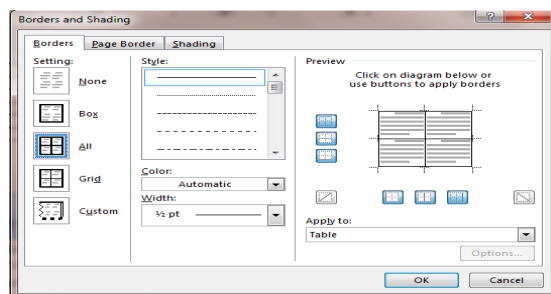 Borders and Shading
Borders
Page Border
Shading
Setting:
None
Box
All
Grid
Custom
Style:
Color:
Automatic
Width:
½ pt
Preview
Click on diagram below or
use buttons to apply borders
Apply to:
Table
Options...
OK
Cancel